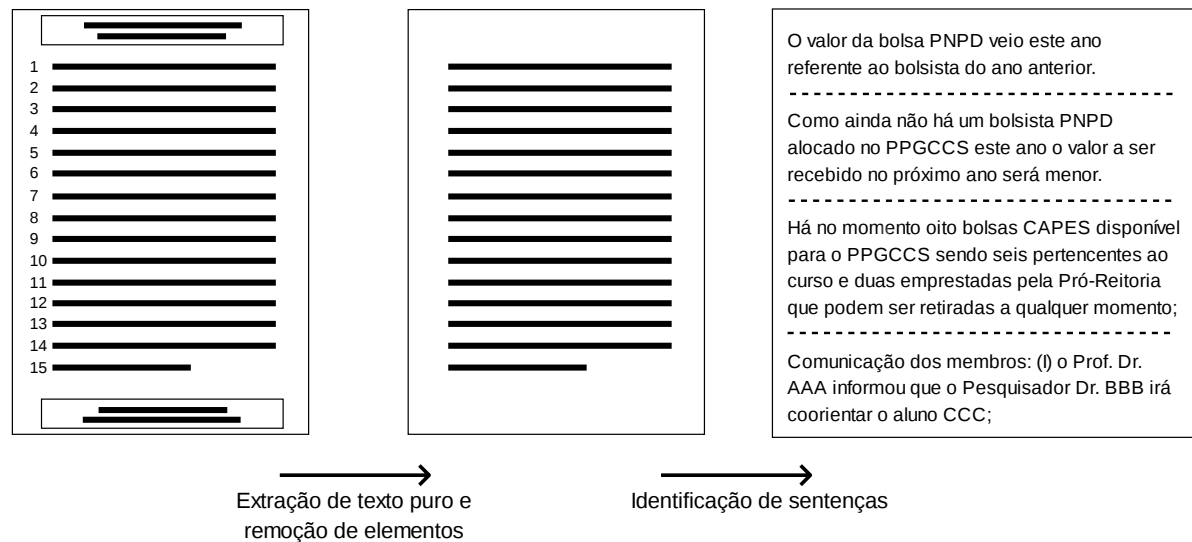 1
2
3
4
5
6
7
8
9
10
11
12
13
14
15
O valor da bolsa PNPD veio este ano
referente ao bolsista do ano anterior.
Como ainda não há um bolsista PNPD
alocado no PPGCCS este ano o valor a ser
recebido no próximo ano será menor.
Há no momento oito bolsas CAPES disponível
para o PPGCCS sendo seis pertencentes ao
curso e duas emprestadas pela Pró-Reitoria
que podem ser retiradas a qualquer momento;
Comunicação dos membros: (I) o Prof. Dr.
AAA informou que o Pesquisador Dr. BBB irá
coorientar o aluno CCC;
Extração de texto puro e
remoção de elementos
Identificação de sentenças